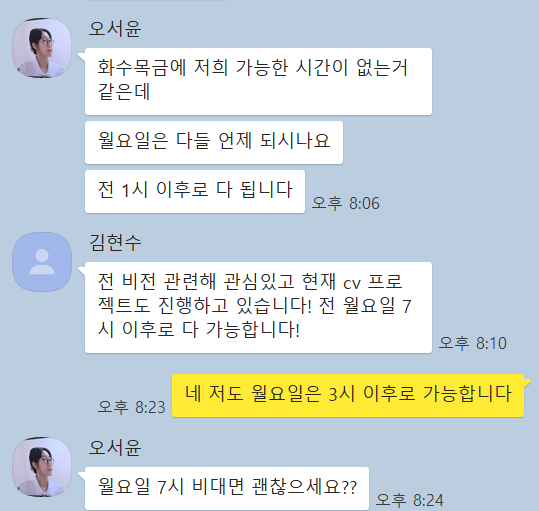 오서윤
화수목금에 저희 가능한 시간이 없는거
같은데
월요일은 다들 언제 되시나요
전 1시 이후로 다 됩니다
오후 8:06
김현수
전 비전 관련해 관심있고 현재 cv 프로
젝트도 진행하고 있습니다! 전 월요일 7
시 이후로 다 가능합니다!
오후 8:10
네 저도 월요일은 3시 이후로 가능합니다
오후 8:23
오서윤
월요일 7시 비대면 괜찮으세요??
오후 8:24